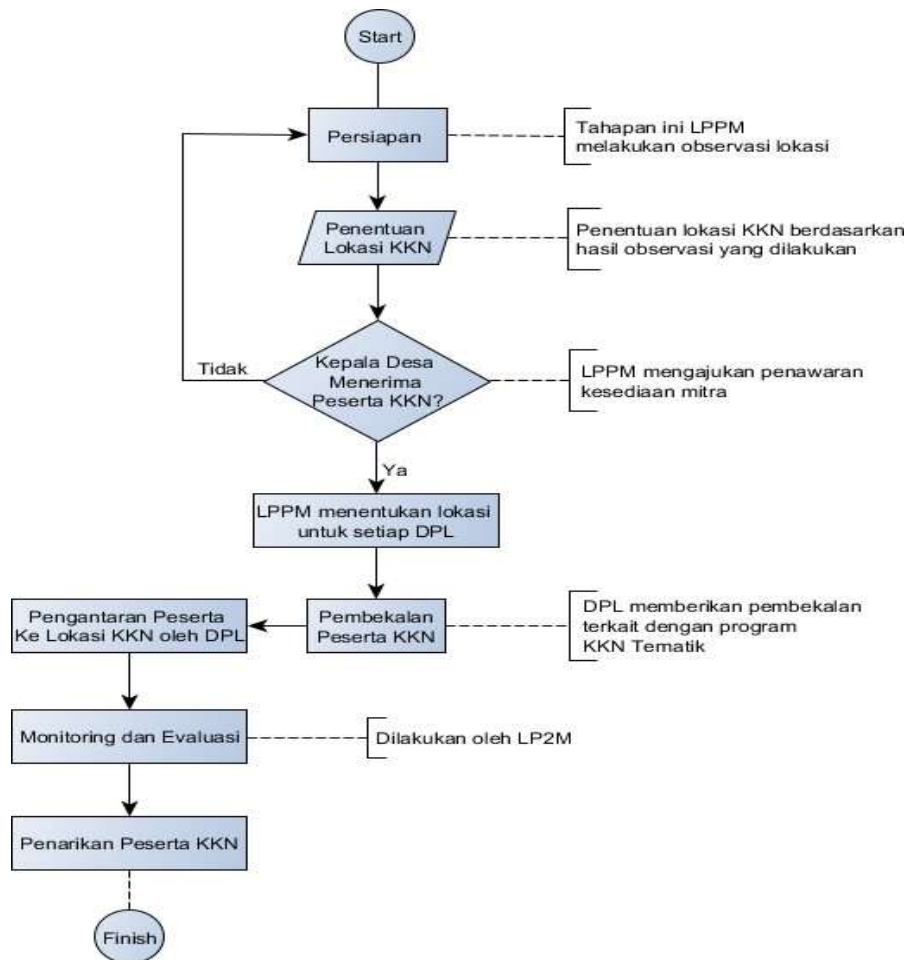 Start
Persiapan
Tahapan ini LPPM
melakukan observasi lokasi
Penentuan
Lokasi KKN
Penentuan lokasi KKN berdasarkan
hasil observasi yang dilakukan
Tidak
Kepala Desa
Menerima
Peserta KKN?
LPPM mengajukan penawaran
kesediaan mitra
Ya
LPPM menentukan lokasi
untuk setiap DPL
Pengantaran Peserta
Ke Lokasi KKN oleh DPL
Pembekalan
Peserta KKN
DPL memberikan pembekalan
terkait dengan program
KKN Tematik
Monitoring dan Evaluasi
Dilakukan oleh LP2M
Penarikan Peserta KKN
Finish